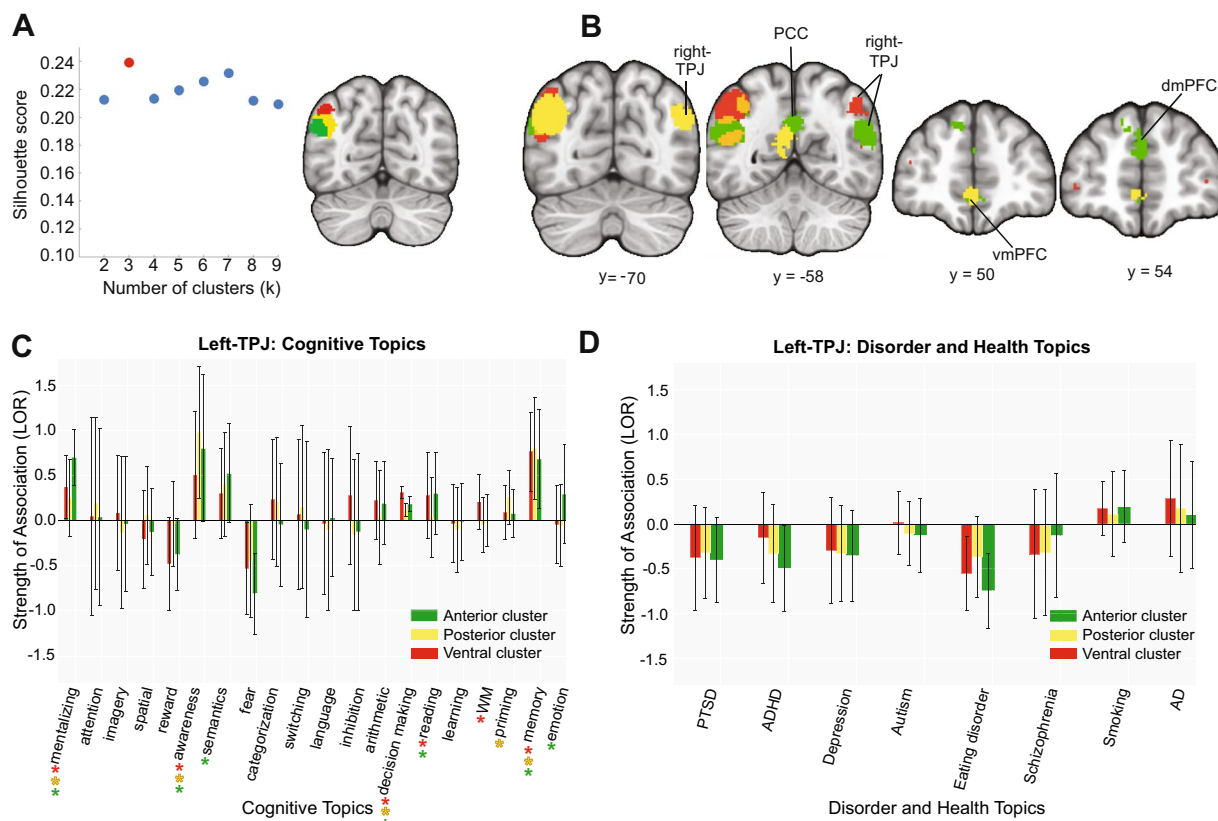 A
Silhouette score
0.24
0.22
0.20
0.18
0.16
0.14
0.12
0.10
2 3 4 5 6 7 8 9
Number of clusters (k)
B
right-
TPJ
PCC
right-
TPJ
dmPFC
vmPFC
y = -70
y = -58
y = 50
y = 54
C
Left-TPJ: Cognitive Topics
Strength of Association (LOR)
1.5
1.0
0.5
0.0
-0.5
-1.0
-1.5
Anterior cluster
Posterior cluster
Ventral cluster
***mentalizing
attention
imagery
spatial
reward
***awareness
*semantics
fear
categorization
switching
language
inhibition
arithmetic
***decision making
**reading
learning
*WM
*priming
***memory
*emotion
Cognitive Topics
D
Left-TPJ: Disorder and Health Topics
Strength of Association (LOR)
1.5
1.0
0.5
0.0
-0.5
-1.0
-1.5
Anterior cluster
Posterior cluster
Ventral cluster
PTSD
ADHD
Depression
Autism
Eating disorder
Schizophrenia
Smoking
AD
Disorder and Health Topics